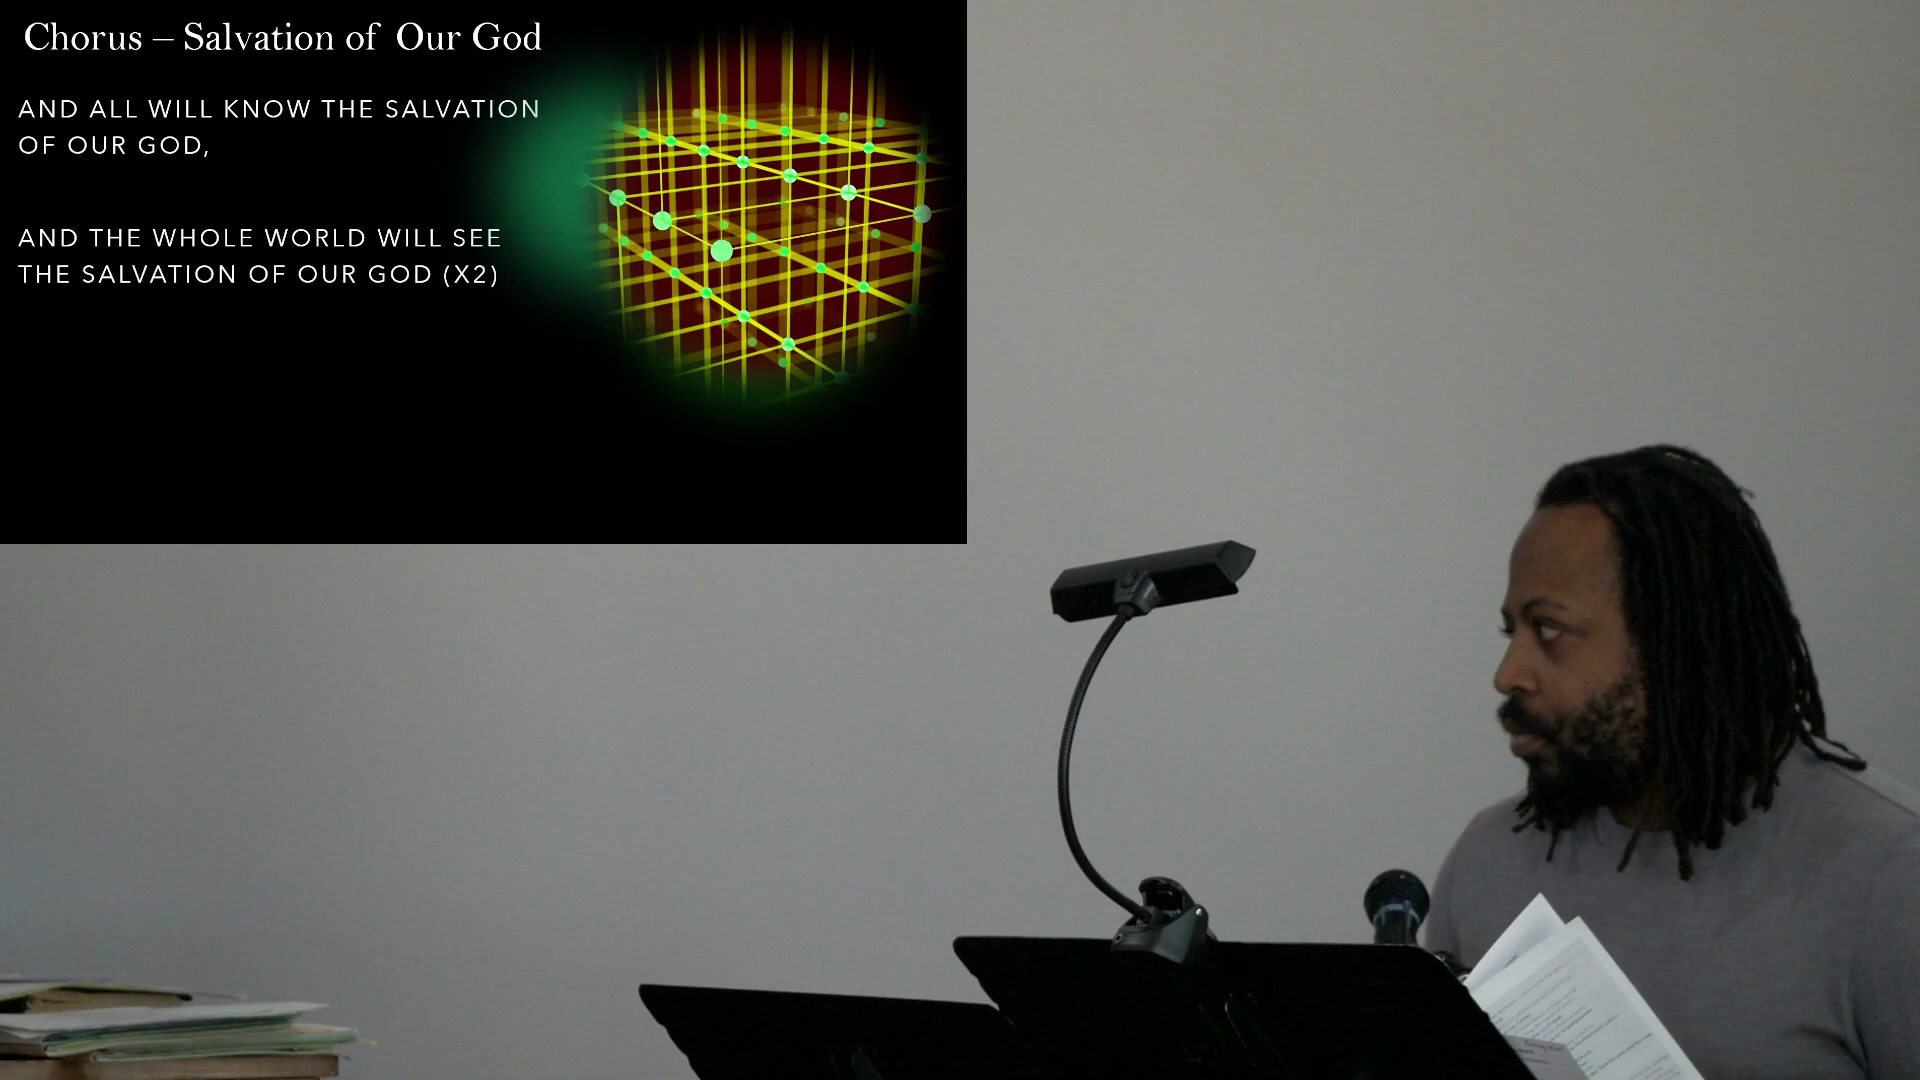 Chorus – Salvation of Our God
AND ALL WILL KNOW THE SALVATION
OF OUR GOD,
AND THE WHOLE WORLD WILL SEE
THE SALVATION OF OUR GOD (X2)